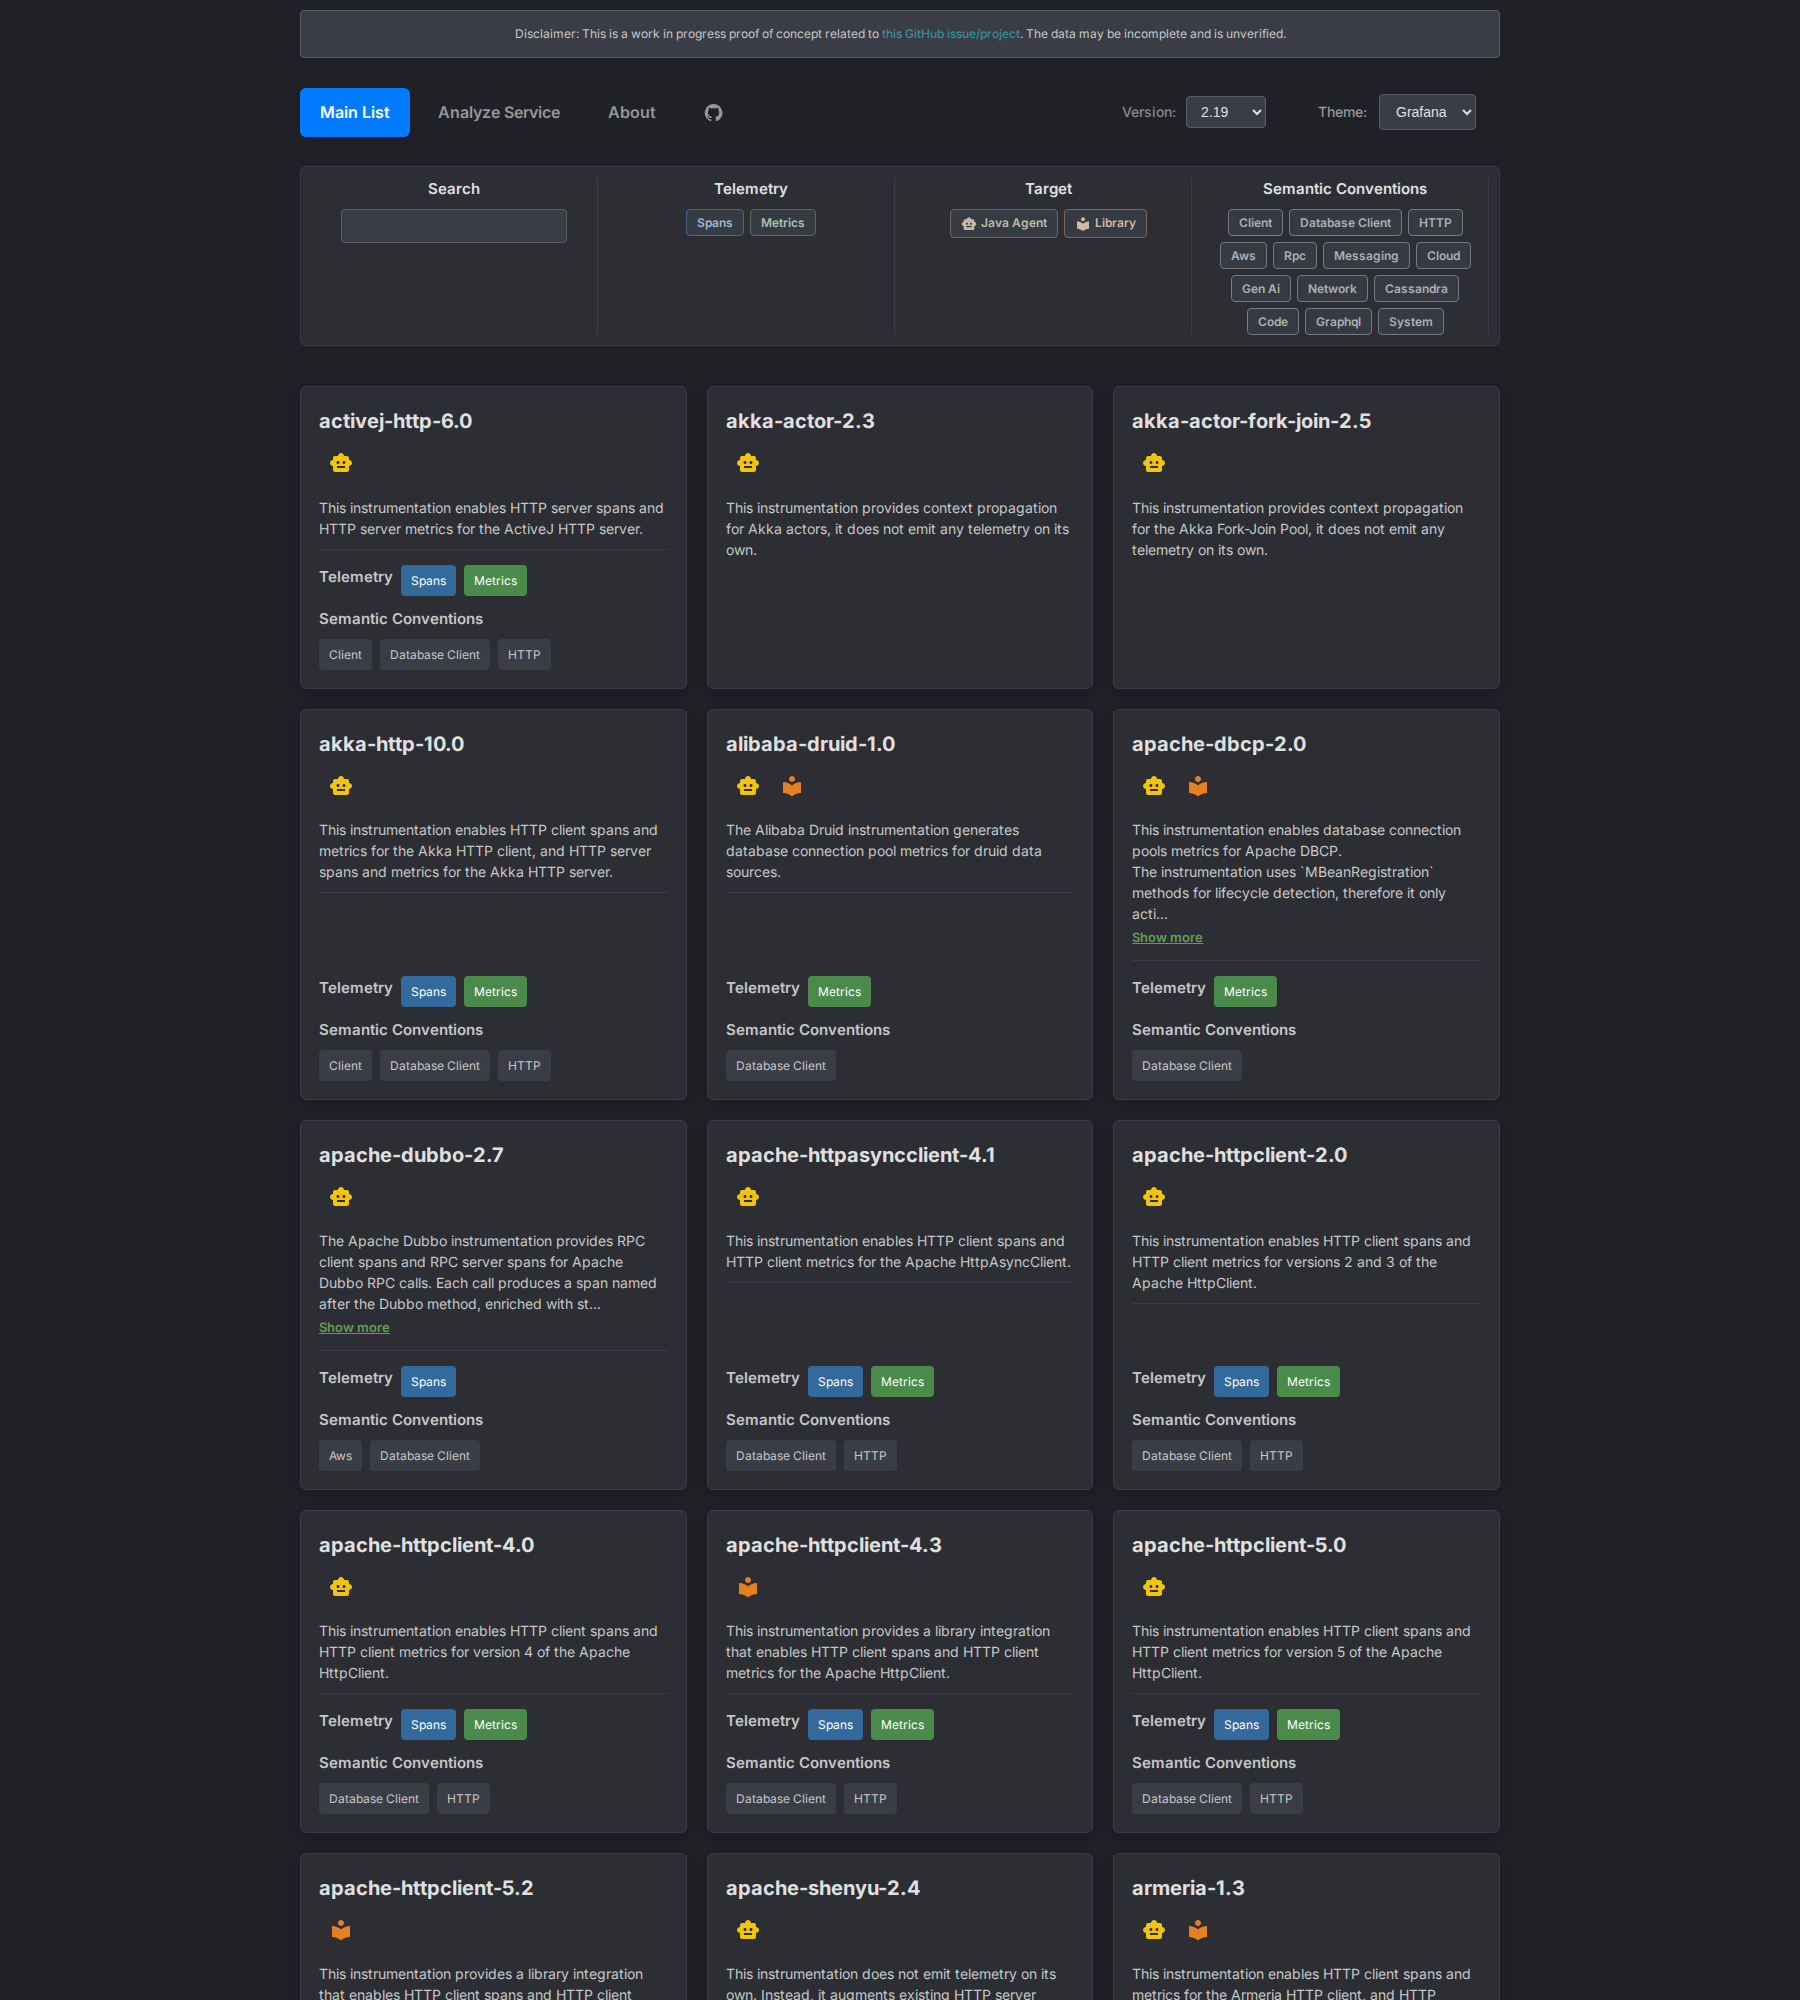 Disclaimer: This is a work in progress proof of concept related to this GitHub issue/project. The data may be incomplete and is unverified.
Main List
Analyze Service
About
Version:
2.19
Theme:
Grafana
Search
Telemetry
Spans
Metrics
Target
Java Agent
Library
Semantic Conventions
Client
Database Client
HTTP
Aws
Rpc
Messaging
Cloud
Gen Ai
Network
Cassandra
Code
Graphql
System
activej-http-6.0
This instrumentation enables HTTP server spans and
HTTP server metrics for the ActiveJ HTTP server.
Telemetry
Spans
Metrics
Semantic Conventions
Client
Database Client
HTTP
akka-actor-2.3
This instrumentation provides context propagation
for Akka actors, it does not emit any telemetry on its
own.
akka-actor-fork-join-2.5
This instrumentation provides context propagation
for the Akka Fork-Join Pool, it does not emit any
telemetry on its own.
akka-http-10.0
This instrumentation enables HTTP client spans and
metrics for the Akka HTTP client, and HTTP server
spans and metrics for the Akka HTTP server.
Telemetry
Spans
Metrics
Semantic Conventions
Client
Database Client
HTTP
alibaba-druid-1.0
The Alibaba Druid instrumentation generates
database connection pool metrics for druid data
sources.
Telemetry
Metrics
Semantic Conventions
Database Client
apache-dbcp-2.0
This instrumentation enables database connection
pools metrics for Apache DBCP.
The instrumentation uses `MBeanRegistration`
methods for lifecycle detection, therefore it only
acti...
Show more
Telemetry
Metrics
Semantic Conventions
Database Client
apache-dubbo-2.7
The Apache Dubbo instrumentation provides RPC
client spans and RPC server spans for Apache
Dubbo RPC calls. Each call produces a span named
after the Dubbo method, enriched with st...
Show more
Telemetry
Spans
Semantic Conventions
Aws
Database Client
apache-httpasyncclient-4.1
This instrumentation enables HTTP client spans and
HTTP client metrics for the Apache HttpAsyncClient.
Telemetry
Spans
Metrics
Semantic Conventions
Database Client
HTTP
apache-httpclient-2.0
This instrumentation enables HTTP client spans and
HTTP client metrics for versions 2 and 3 of the
Apache HttpClient.
Telemetry
Spans
Metrics
Semantic Conventions
Database Client
HTTP
apache-httpclient-4.0
This instrumentation enables HTTP client spans and
HTTP client metrics for version 4 of the Apache
HttpClient.
Telemetry
Spans
Metrics
Semantic Conventions
Database Client
HTTP
apache-httpclient-4.3
This instrumentation provides a library integration
that enables HTTP client spans and HTTP client
metrics for the Apache HttpClient.
Telemetry
Spans
Metrics
Semantic Conventions
Database Client
HTTP
apache-httpclient-5.0
This instrumentation enables HTTP client spans and
HTTP client metrics for version 5 of the Apache
HttpClient.
Telemetry
Spans
Metrics
Semantic Conventions
Database Client
HTTP
apache-httpclient-5.2
This instrumentation provides a library integration
that enables HTTP client spans and HTTP client
apache-shenyu-2.4
This instrumentation does not emit telemetry on its
own. Instead, it augments existing HTTP server
armeria-1.3
This instrumentation enables HTTP client spans and
metrics for the Armeria HTTP client, and HTTP